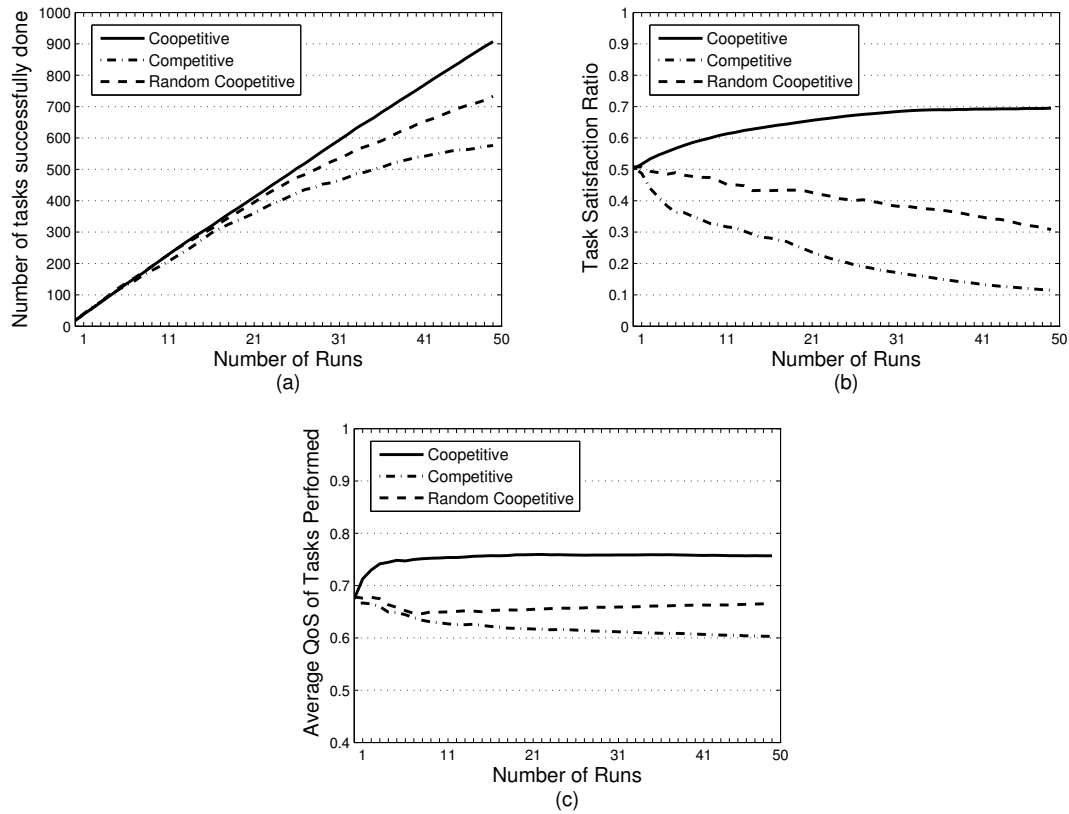 Number of tasks successfully done
1000
900
800
700
600
500
400
300
200
100
0
Coopetitive
Competitive
Random Coopetitive
1 11 21 31 41 50
Number of Runs
(a)
Task Satisfaction Ratio
1
0.9
0.8
0.7
0.6
0.5
0.4
0.3
0.2
0.1
0
Coopetitive
Competitive
Random Coopetitive
1 11 21 31 41 50
Number of Runs
(b)
Average QoS of Tasks Performed
1
0.9
0.8
0.7
0.6
0.5
0.4
Coopetitive
Competitive
Random Coopetitive
1 11 21 31 41 50
Number of Runs
(c)